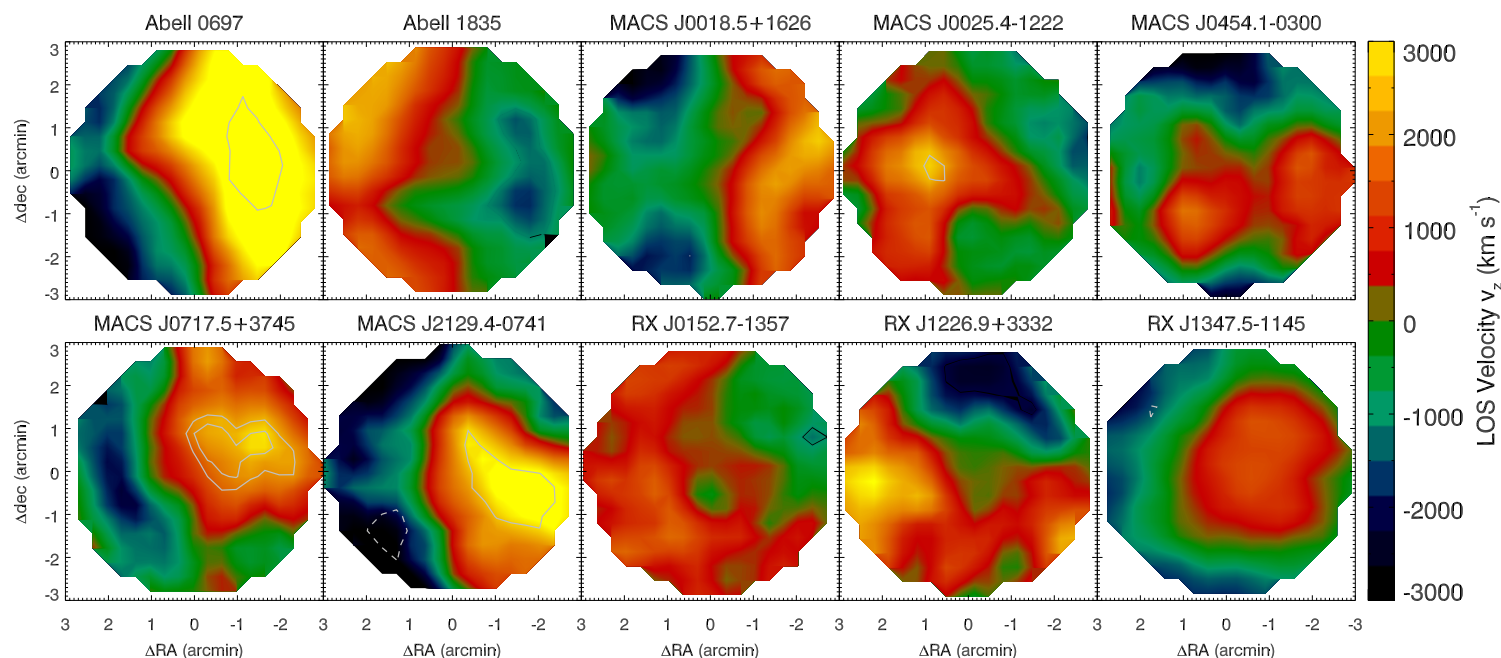 Abell 0697 Abell 1835 MACS J0018.5+1626 MACS J0025.4-1222 MACS J0454.1-0300
3 2 1 0 -1 -2 -3
Δdec (arcmin)
MACS J0717.5+3745 MACS J2129.4-0741 RX J0152.7-1357 RX J1226.9+3332 RX J1347.5-1145
3 2 1 0 -1 -2 -3
Δdec (arcmin)
3 2 1 0 -1 -2 3 2 1 0 -1 -2 3 2 1 0 -1 -2 3 2 1 0 -1 -2 3 2 1 0 -1 -2 -3
ΔRA (arcmin) ΔRA (arcmin) ΔRA (arcmin) ΔRA (arcmin) ΔRA (arcmin)
3000
2000
1000
0
-1000
-2000
-3000
LOS Velocity v_z (km s⁻¹)